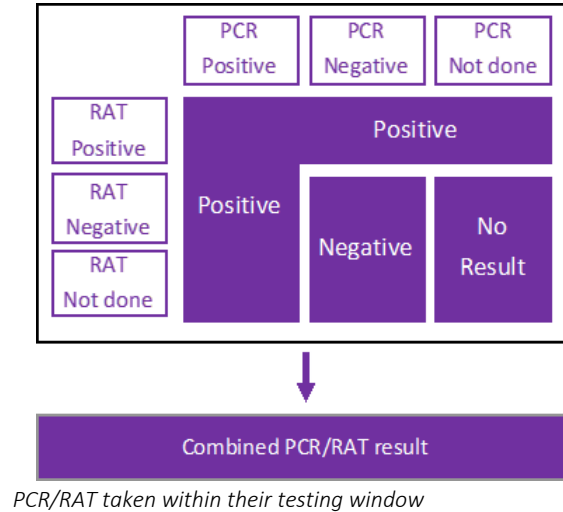 PCR
Positive
PCR
Negative
PCR
Not done
RAT
Positive
RAT
Negative
RAT
Not done
Positive
Positive
Negative
No
Result
Combined PCR/RAT result
PCR/RAT taken within their testing window